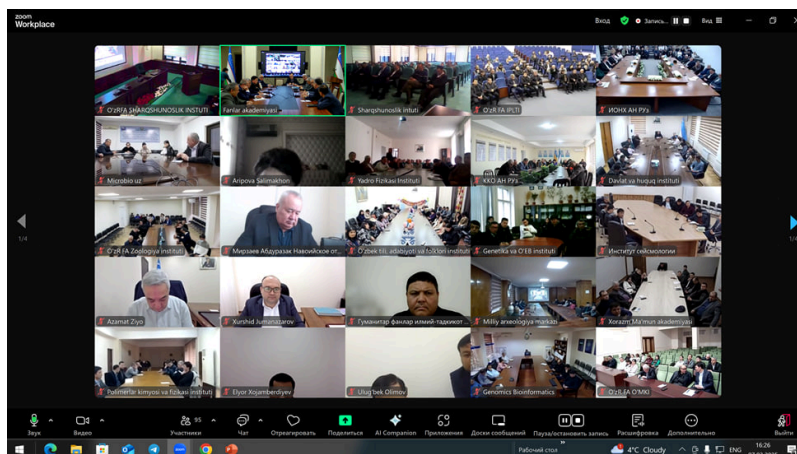 zoom
Workplace
Вход
Запись...
Вид
O'zRFA SHARQSHUNOSLIK INSTUTI
Fanlar akademiyasi
Sharqshunoslik intuti
O'zR FA IPLTI
ИОНХ АН РУз
Microbio uz
Aripova Salimakhon
Yadro Fizikasi Instituti
УХО АН РУз
Davlat va huquq instituti
1/4
1/4
O'zR FA Zoologiya instituti
Мирзаев Абдуразак Навоийское от...
O'zbek tili, adabiyoti va folklori instituti
Genetika va O'EB instituti
Институт сейсмологии
Azamat Ziyo
Xurshid Jumanazarov
Гуманитар фанлар илмий-тадкикот...
Milliy arxeologiya markazi
Xorazm Ma'mun akademiyasi
Polimerlar kimyosi va fizikasi instituti
Elyor Xojamberdiyev
Ulug'bek Olimov
Genomics Bioinformatics
O'zR FA O'MKI
95
Звук
Видео
Участники
Чат
Отреагировать
Поделиться
AI Companion
Приложения
Доски сообщений
Пауза/остановить запись
Расшифровка
Дополнительно
Выйти
Рабочий стол
4°C Cloudy
ENG
16:26